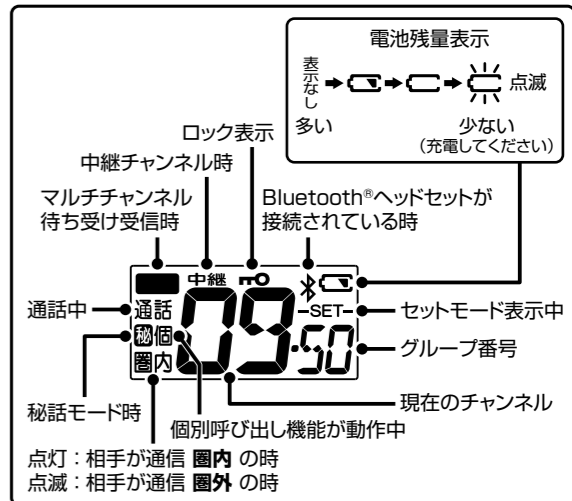 電池残量表示
表示なし
点滅
多い
少ない
(充電してください)
ロック表示
中継チャンネル時
マルチチャンネル
待ち受け受信時
Bluetooth®ヘッドセットが
接続されている時
中継
通話中
通話
-SET-
セットモード表示中
秘個
09
-50
グループ番号
圏内
現在のチャンネル
秘話モード時
個別呼び出し機能が動作中
点灯：相手が通信 圏内 の時
点滅：相手が通信 圏外 の時